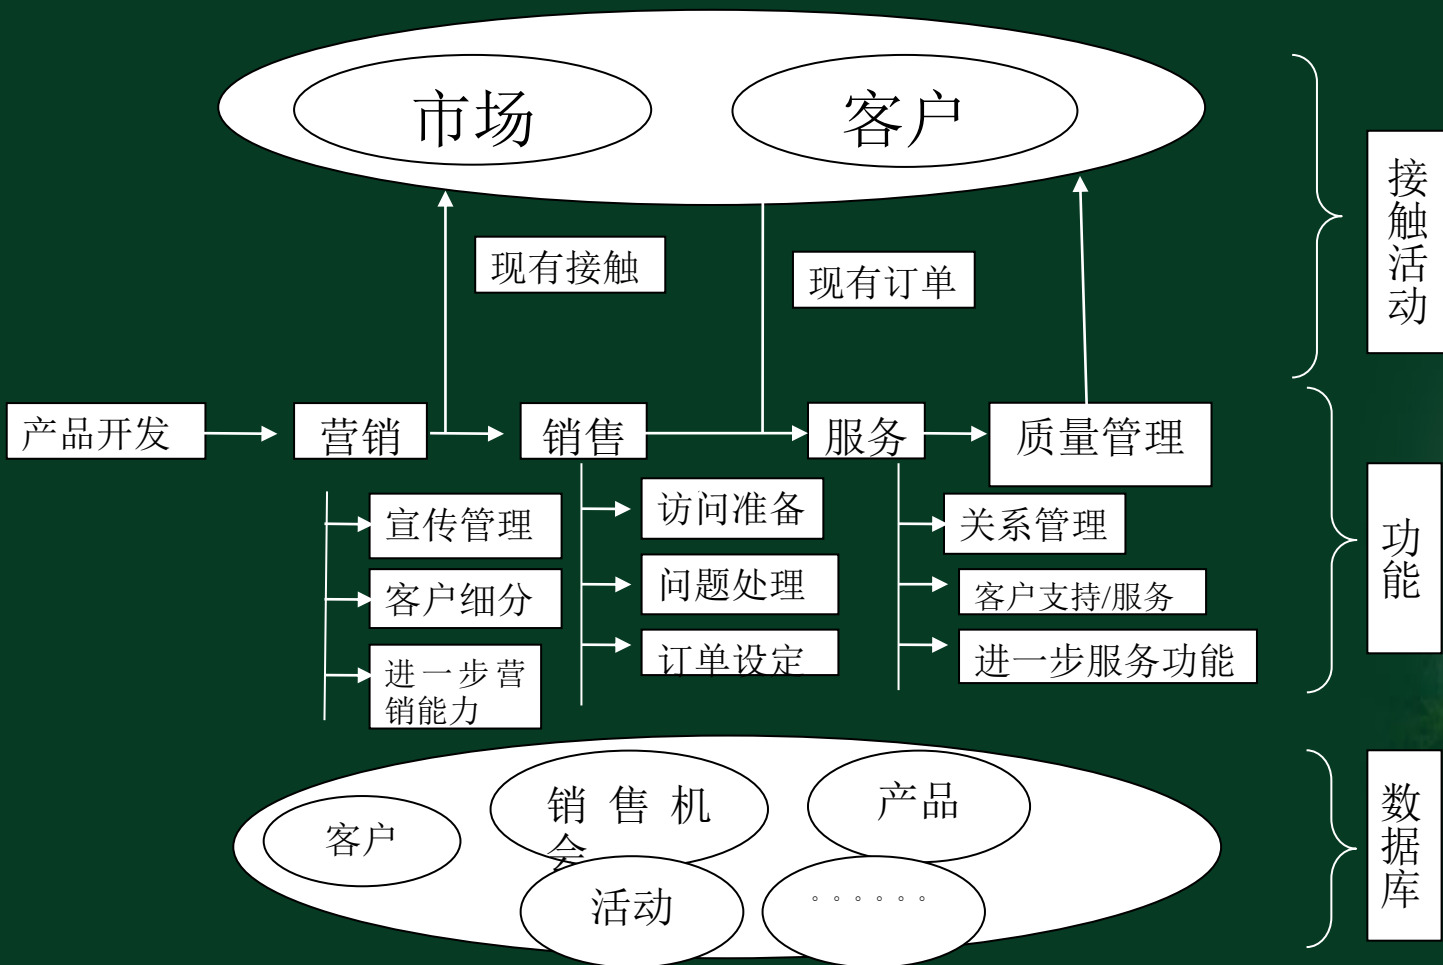 市场
客户
接触活动
现有接触
现有订单
产品开发
营销
销售
服务
质量管理
宣传管理
客户细分
进一步营
销能力
访问准备
问题处理
订单设定
关系管理
客户支持/服务
进一步服务功能
功能
客户
销售机
会
产品
活动
。。。。。。
数据库